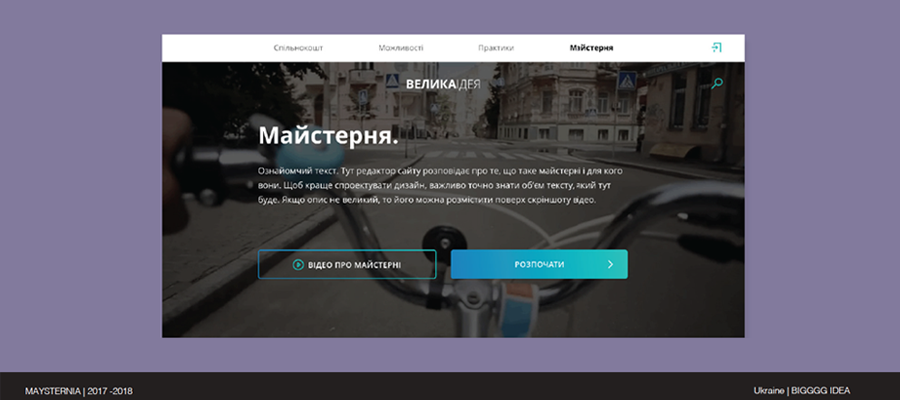 Спільнокошт Можливості Практики Майстерня
ВЕЛИКАІДЕЯ
Майстерня.
Ознайомчий текст. Тут редактор сайту розповідає про те, що таке майстерні і для кого
вони. Щоб краще спроектувати дизайн, важливо точно знати об'єм тексту, який тут
буде. Якщо опис не великий, то його можна розмістити поверх скріншоту відео.
ВІДЕО ПРО МАЙСТЕРНІ РОЗПОЧАТИ
MAYSTERNIA | 2017 -2018 Ukraine | BIGGGG IDEA